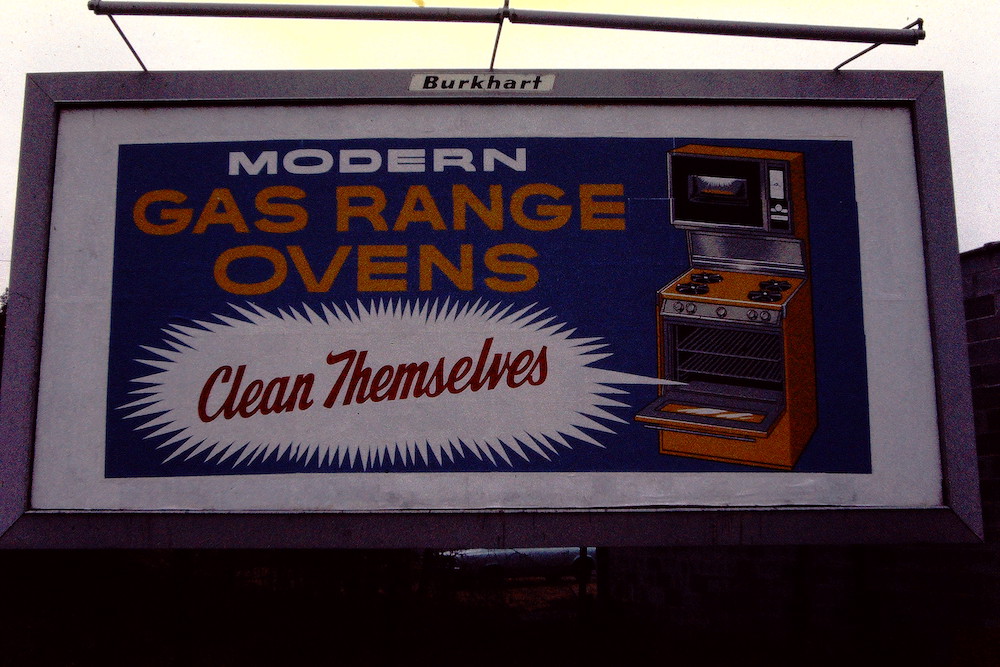 Burkhart
MODERN
GAS RANGE
OVENS
Clean Themselves